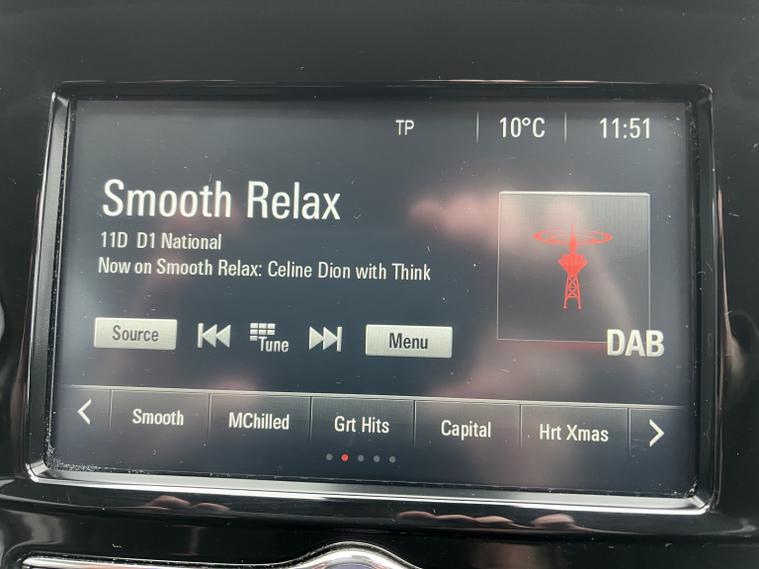 TP 10°C 11:51
Smooth Relax
11D D1 National
Now on Smooth Relax: Celine Dion with Think
DAB
Source Tune Menu
Smooth MChilled Grt Hits Capital Hrt Xmas